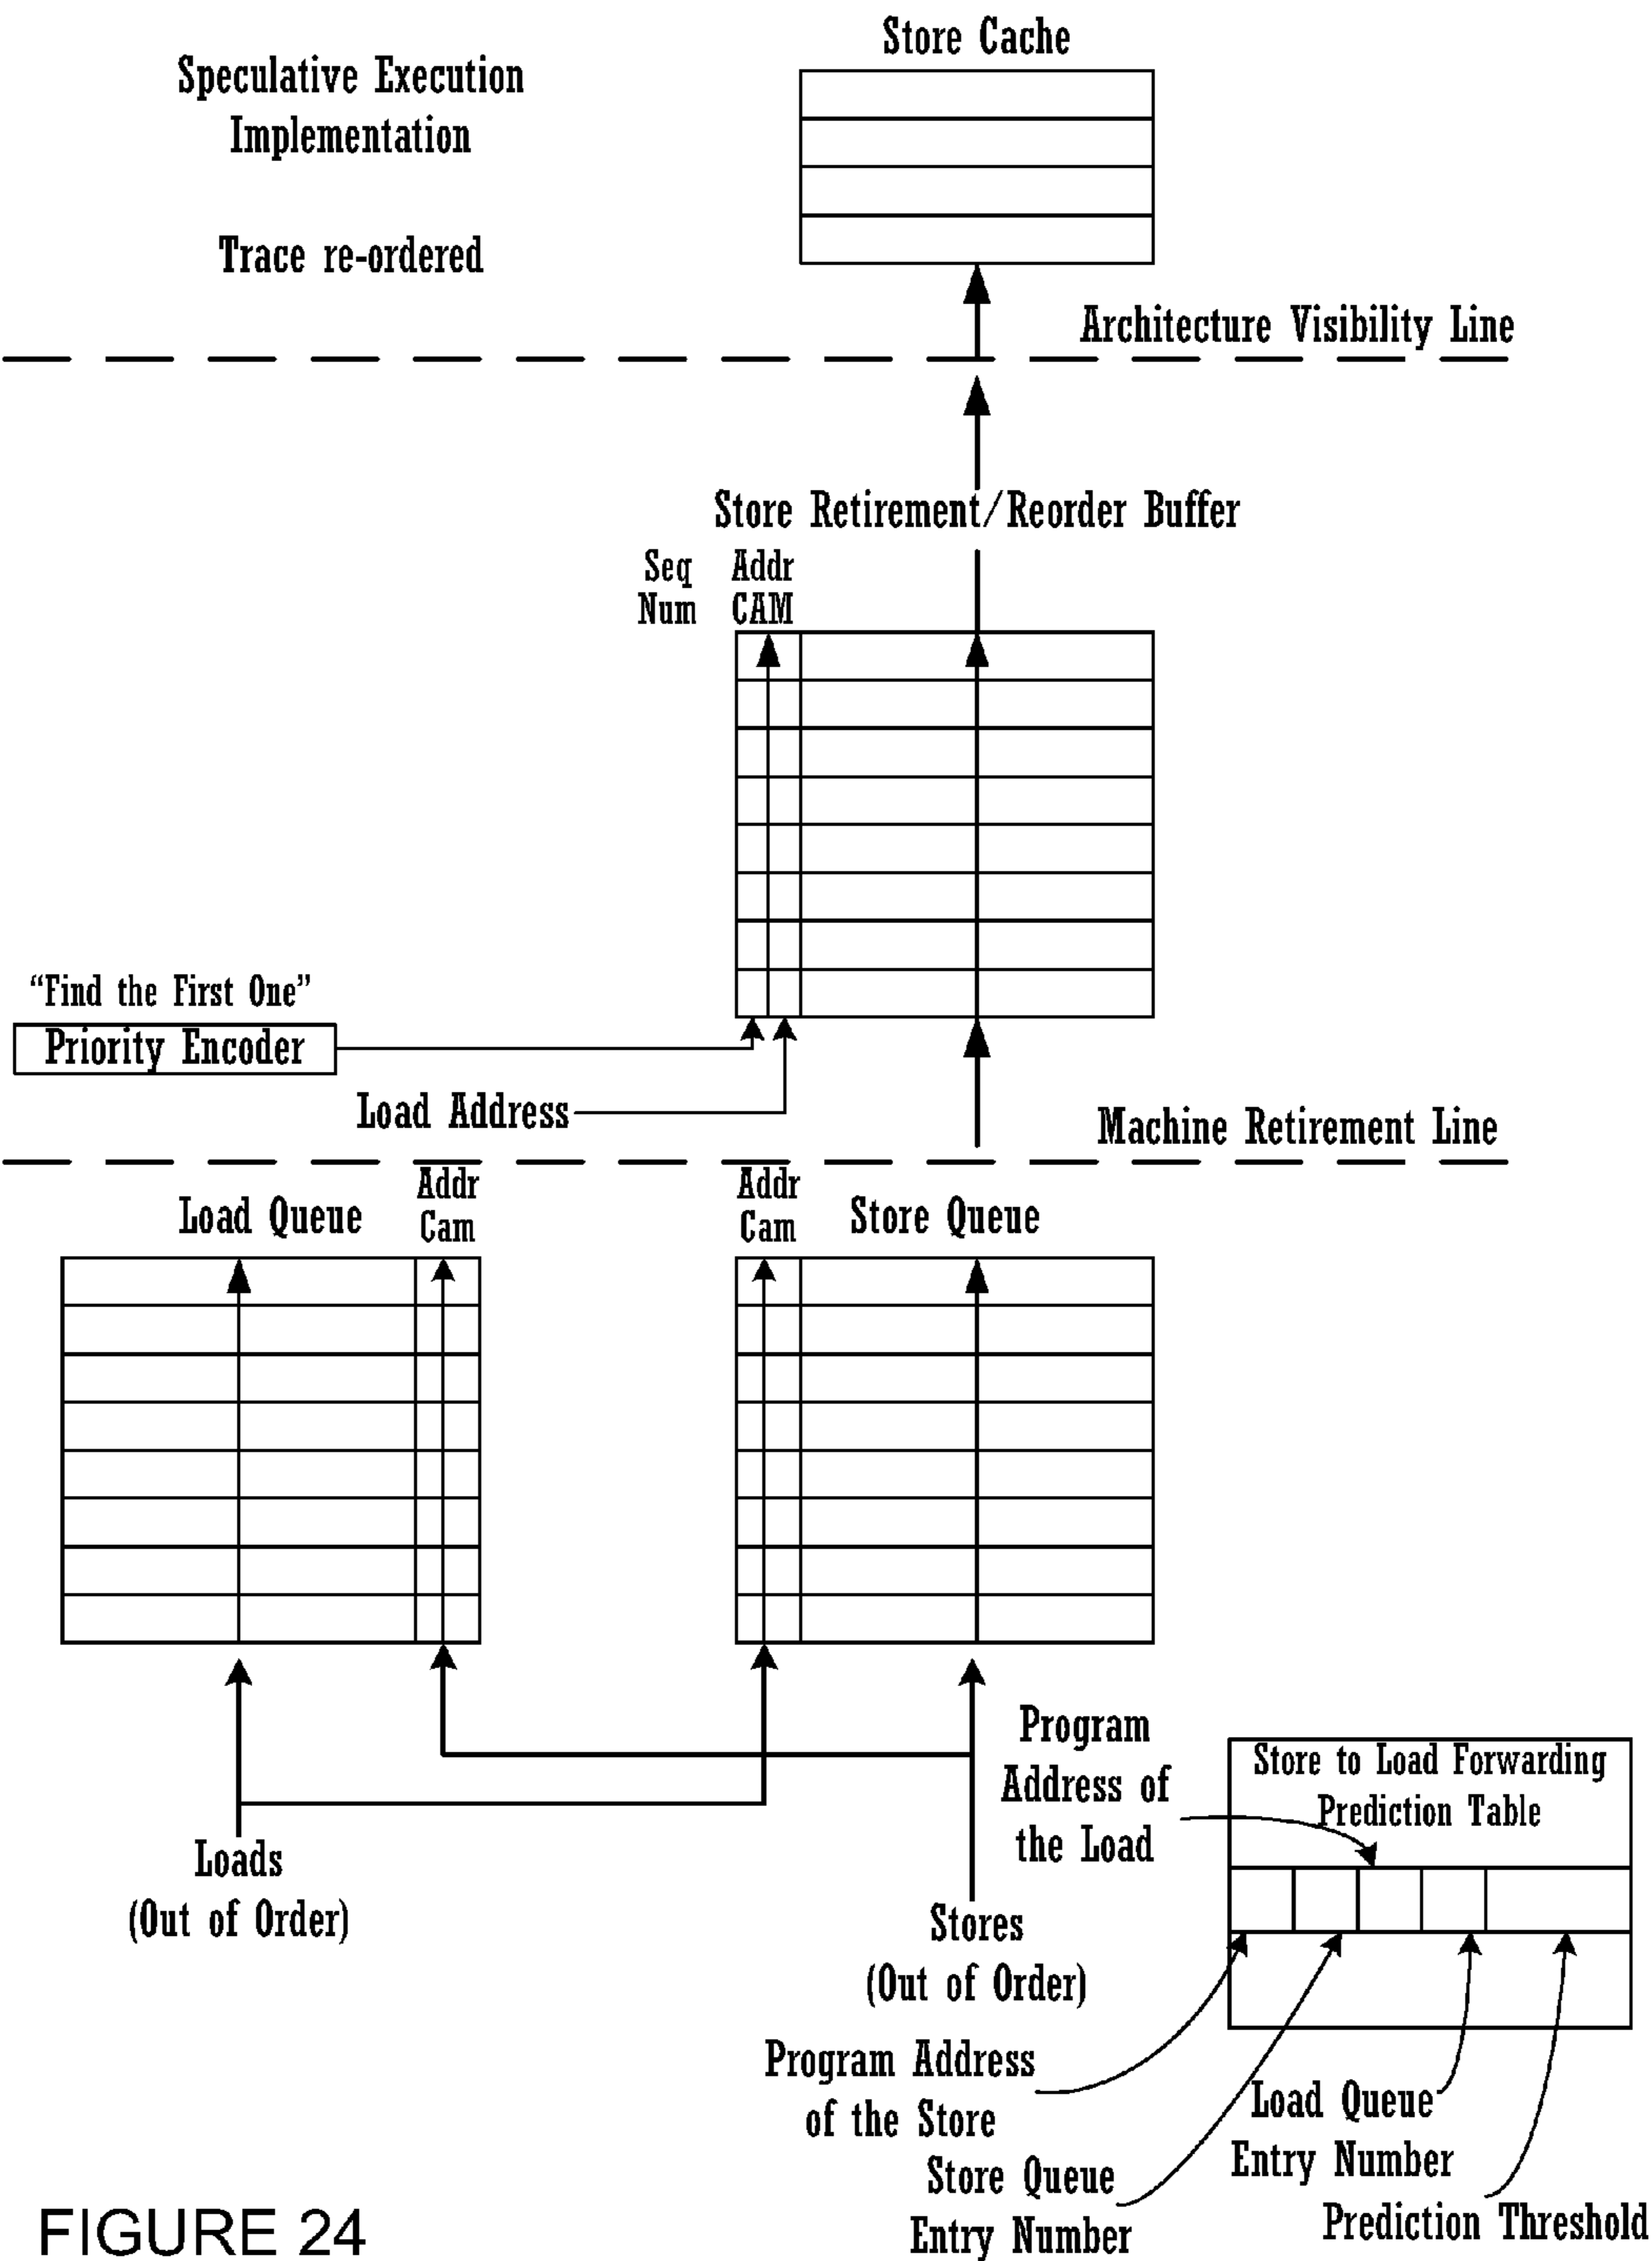 Store Cache
Speculative Execution
Implementation
Trace re-ordered
Architecture Visibility Line
Store Retirement/Reorder Buffer
Seq
Num
Addr
CAM
“Find the First One”
Priority Encoder
Load Address
Machine Retirement Line
Load Queue
Addr
Cam
Addr
Cam
Store Queue
Program
Address of
the Load
Store to Load Forwarding
Prediction Table
Loads
(Out of Order)
Stores
(Out of Order)
Program Address
of the Store
Load Queue
Entry Number
Store Queue
Entry Number
Prediction Threshold
FIGURE 24